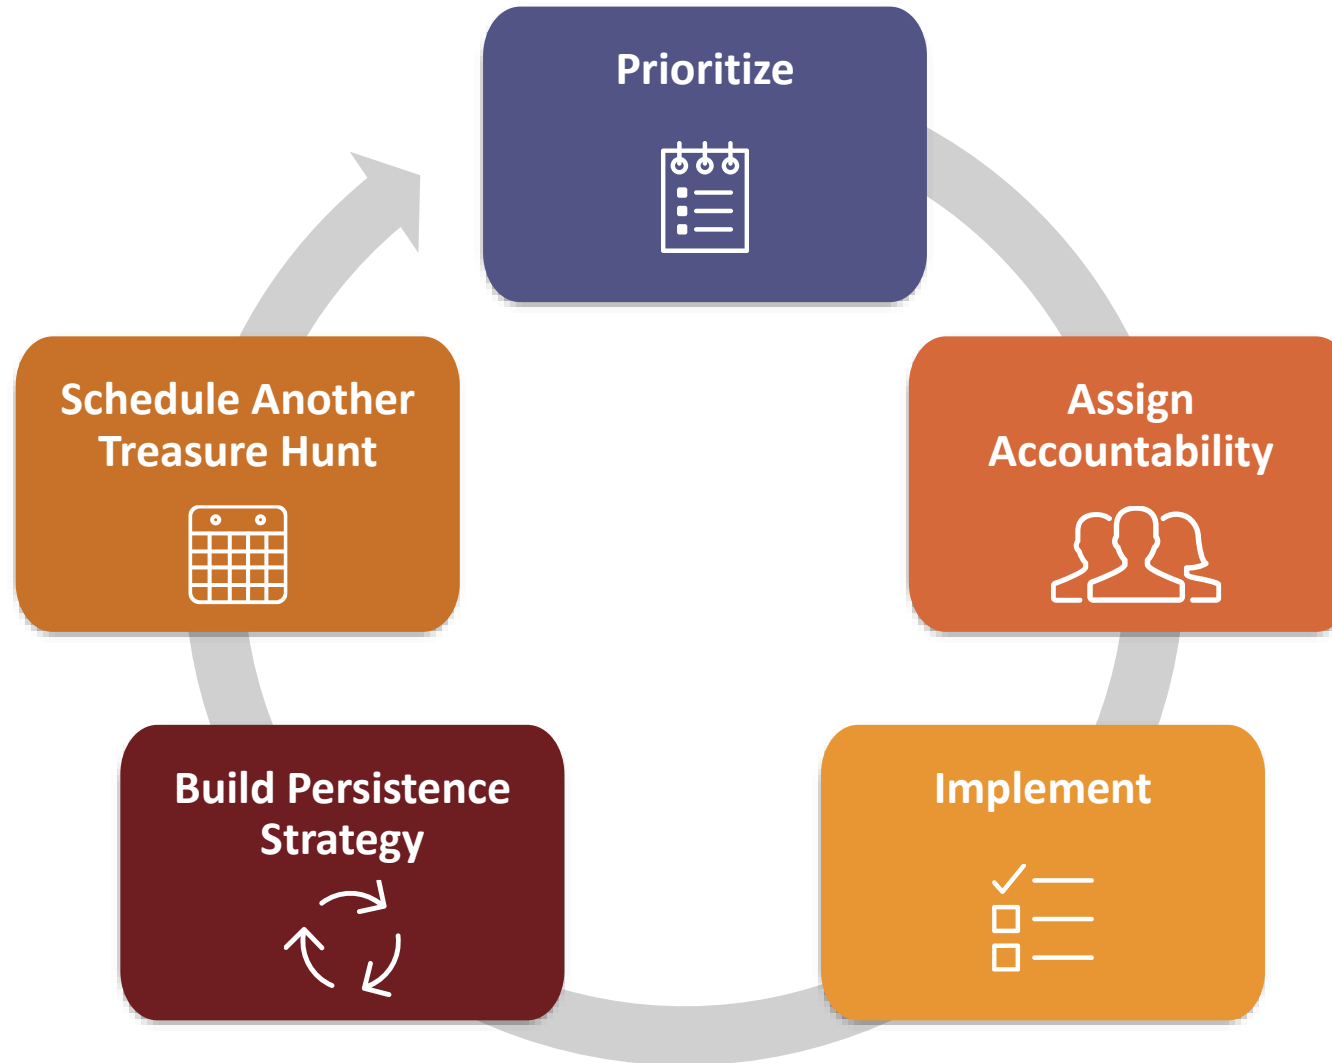 Prioritize
Assign
Accountability
Implement
Build Persistence
Strategy
Schedule Another
Treasure Hunt